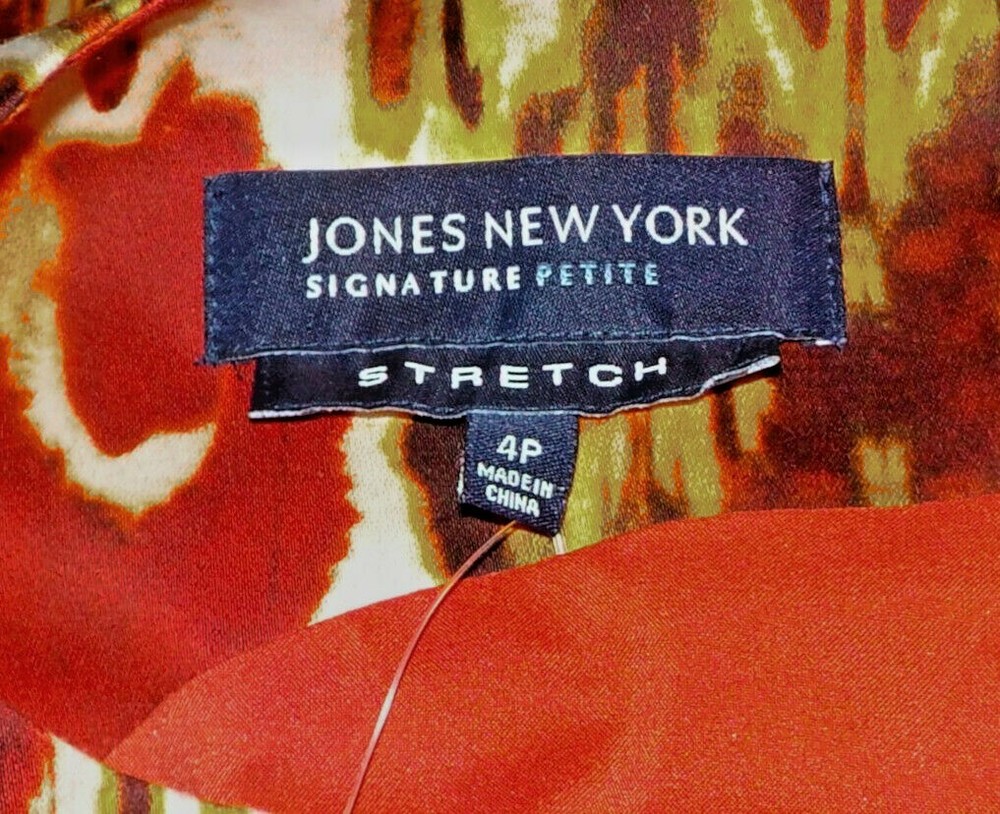 JONES NEW YORK
SIGNATURE PETITE
STRETCH
4P
MADE IN
CHINA